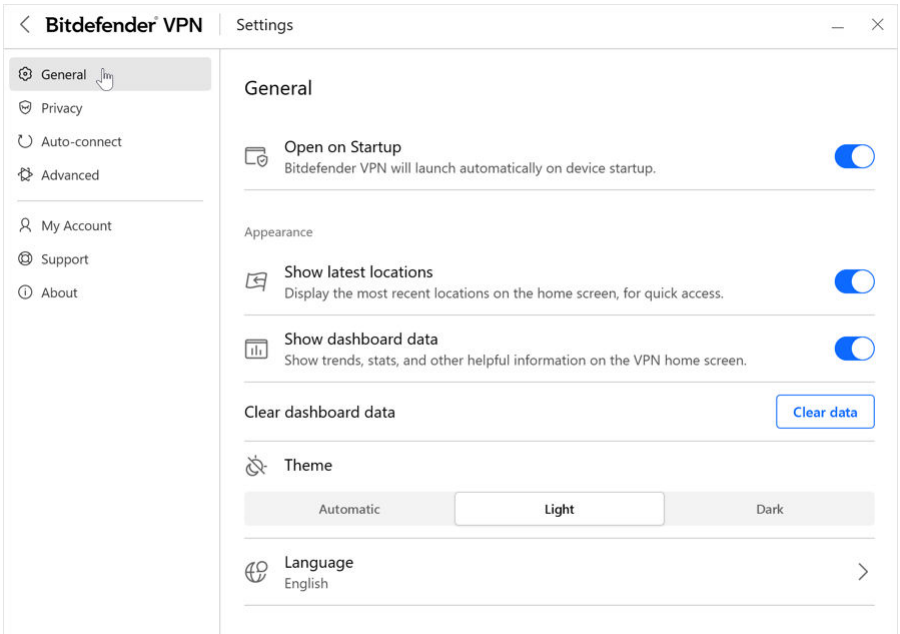 Bitdefender VPN
Settings
General
Privacy
Auto-connect
Advanced
My Account
Support
About
General
Open on Startup
Bitdefender VPN will launch automatically on device startup.
Appearance
Show latest locations
Display the most recent locations on the home screen, for quick access.
Show dashboard data
Show trends, stats, and other helpful information on the VPN home screen.
Clear dashboard data
Clear data
Theme
Automatic
Light
Dark
Language
English